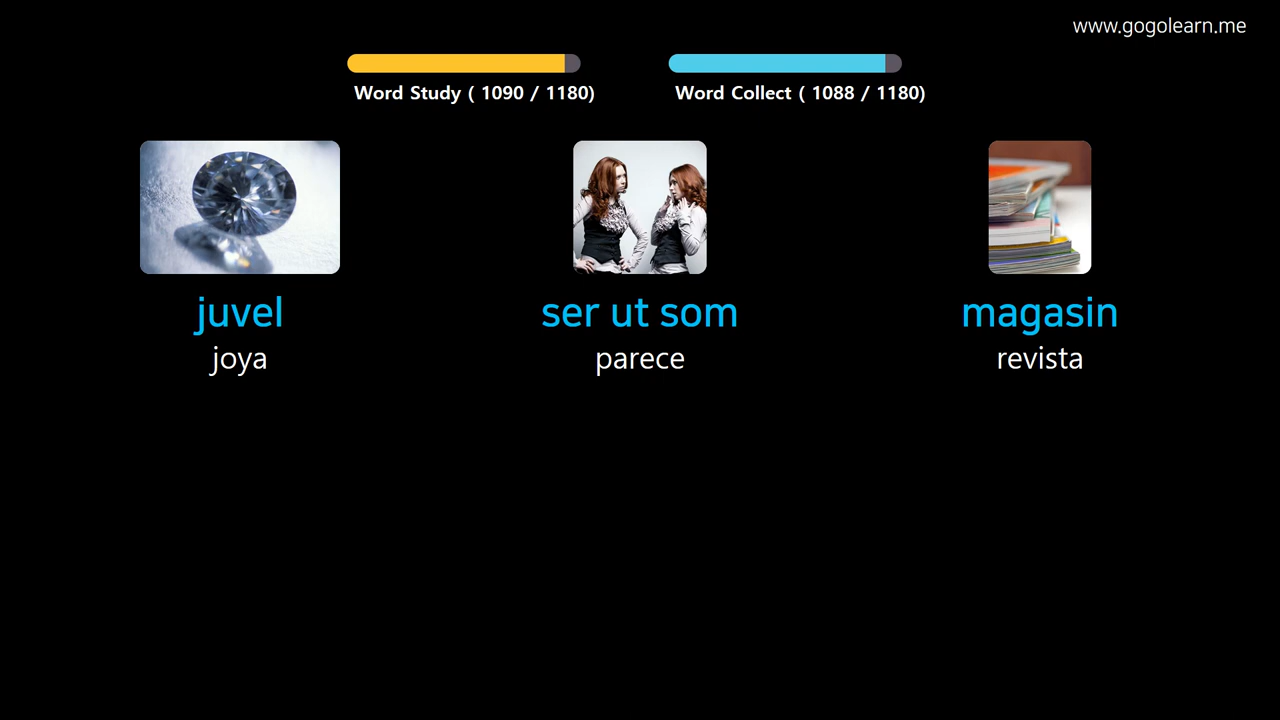 www.gogolearn.me
Word Study ( 1090 / 1180)
Word Collect ( 1088 / 1180)
juvel
joya
ser ut som
parece
magasin
revista